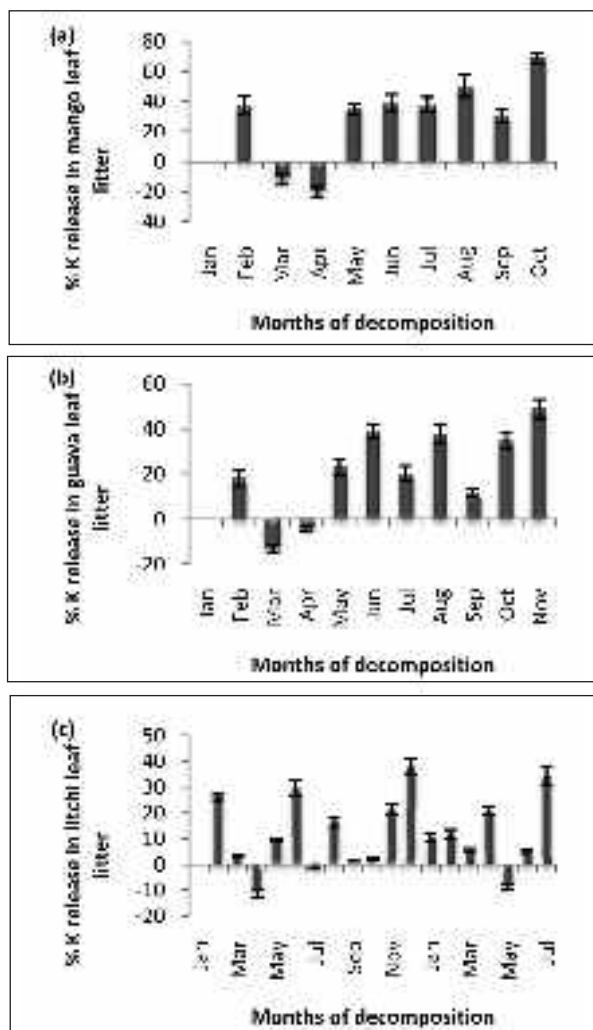 (a)
% K release in mango leaf
litter
80
60
40
20
0
-20
-40
Jan
Feb
Mar
Apr
May
Jun
Jul
Aug
Sep
Oct
Months of decomposition
(b)
% K release in guava leaf
litter
60
40
20
0
-20
Jan
Feb
Mar
Apr
May
Jun
Jul
Aug
Sep
Oct
Nov
Months of decomposition
(c)
% K release in litchi leaf
litter
50
40
30
20
10
0
-10
-20
Jan
Mar
May
Jul
Sep
Nov
Jan
Mar
May
Jul
Months of decomposition